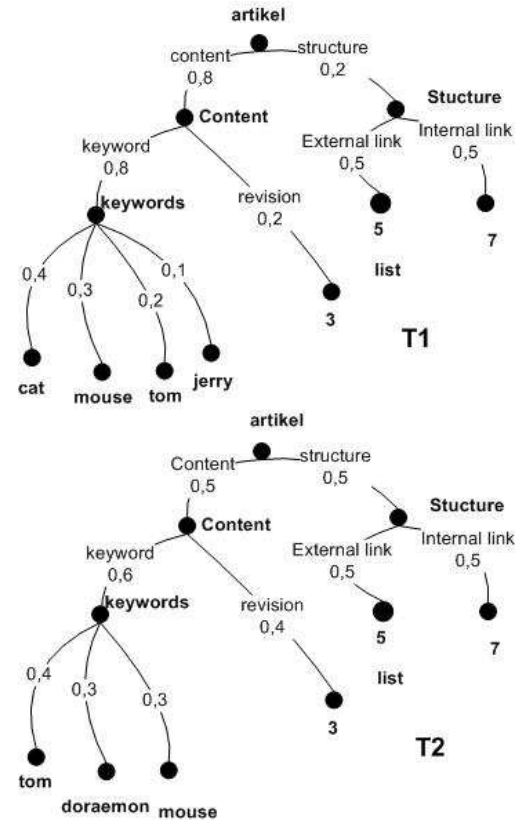 artikel
content structure
0,8 0,2
Content Stucture
keyword External link Internal link
0,8 0,5 0,5
keywords revision
0,2
5 7
list
0,4 0,3 0,2 0,1
3
T1
cat mouse tom jerry
artikel
Content structure
0,5 0,5
Content Stucture
keyword External link Internal link
0,6 0,5 0,5
keywords revision
0,4
5 7
list
0,4 0,3 0,3
3
T2
tom doraemon mouse